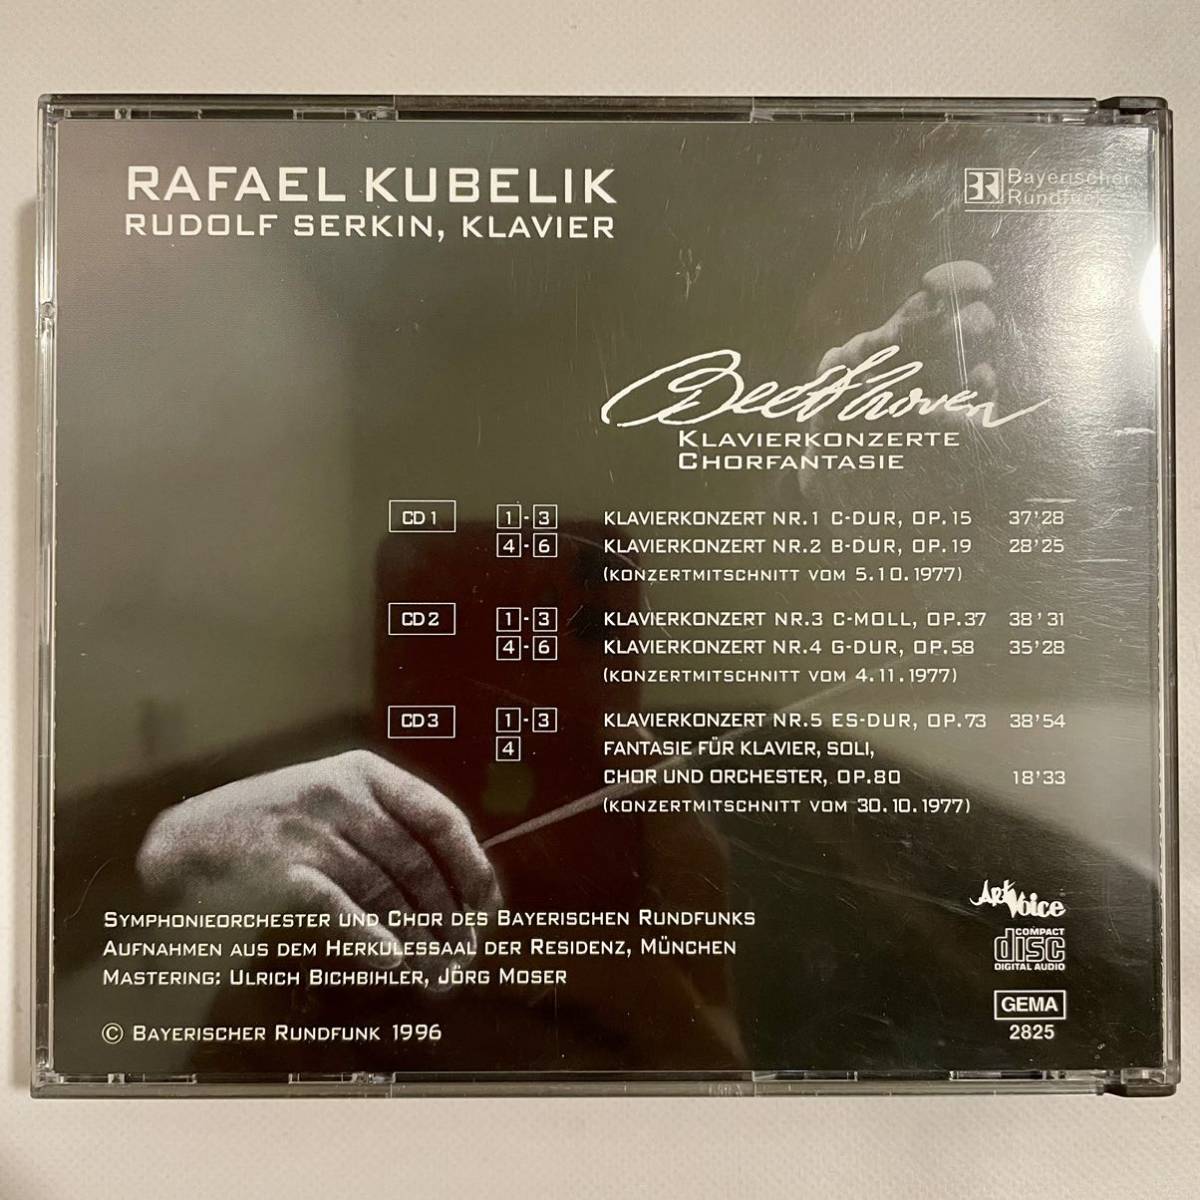 RAFAEL KUBELIK
RUDOLF SERKIN, KLAVIER
BR Bayerischer
Rundfunk
Beethoven
KLAVIERKONZERTE
CHORFANTASIE
CD 1 1-3 KLAVIERKONZERT NR.1 C-DUR, OP.15 37'28
4-6 KLAVIERKONZERT NR.2 B-DUR, OP.19 28'25
(KONZERTMITSCHNITT VOM 5.10.1977)
CD 2 1-3 KLAVIERKONZERT NR.3 C-MOLL, OP.37 38'31
4-6 KLAVIERKONZERT NR.4 G-DUR, OP.58 35'28
(KONZERTMITSCHNITT VOM 4.11.1977)
CD 3 1-3 KLAVIERKONZERT NR.5 ES-DUR, OP.73 38'54
4 FANTASIE FÜR KLAVIER, SOLI,
CHOR UND ORCHESTER, OP.80 18'33
(KONZERTMITSCHNITT VOM 30.10.1977)
SYMPHONIEORCHESTER UND CHOR DES BAYERISCHEN RUNDFUNKS
AUFNAHMEN AUS DEM HERKULESSAAL DER RESIDENZ, MÜNCHEN
MASTERING: ULRICH BICHBIHLER, JÖRG MOSER
© BAYERISCHER RUNDFUNK 1996
Art Voice
COMPACT
disc
DIGITAL AUDIO
GEMA
2825